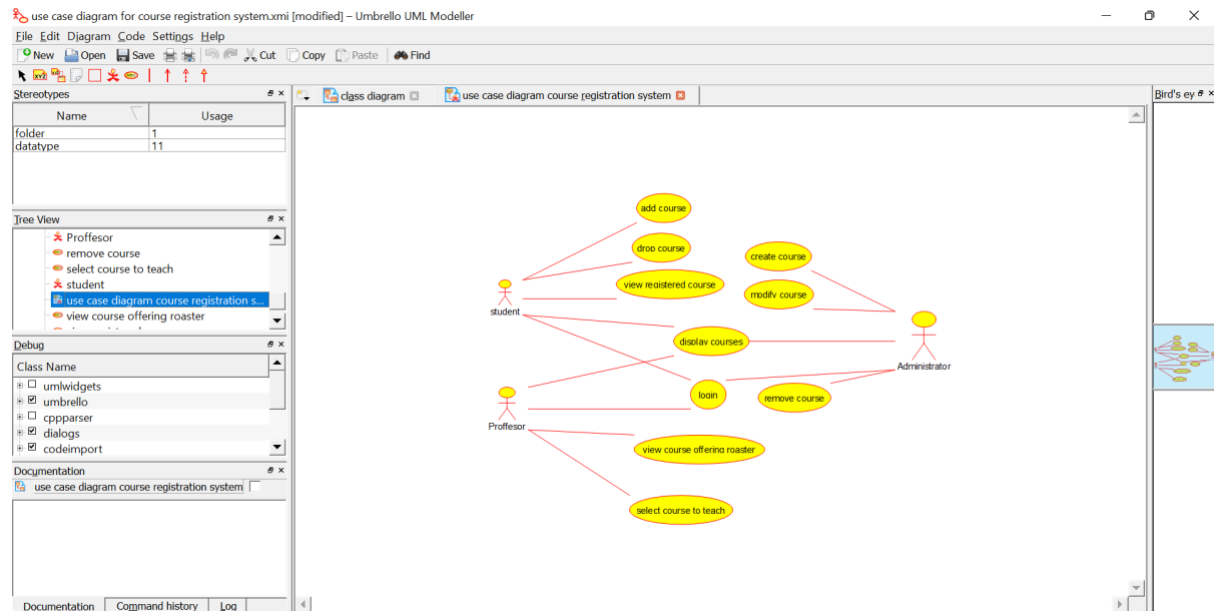 use case diagram for course registration system.xmi [modified] – Umbrello UML Modeller
File Edit Diagram Code Settings Help
New Open Save Cut Copy Paste Find
Stereotypes
Name Usage
folder 1
datatype 11
Tree View
Proffesor
remove course
select course to teach
student
use case diagram course registration s...
view course offering roaster
Debug
Class Name
umlwidgets
umbrello
cppparser
dialogs
codeimport
Documentation
use case diagram course registration system
Documentation Command history Log
class diagram use case diagram course registration system
Bird's ey
add course
drop course
create course
view registered course
modify course
student
display courses
Administrator
login
remove course
Proffesor
view course offering roaster
select course to teach